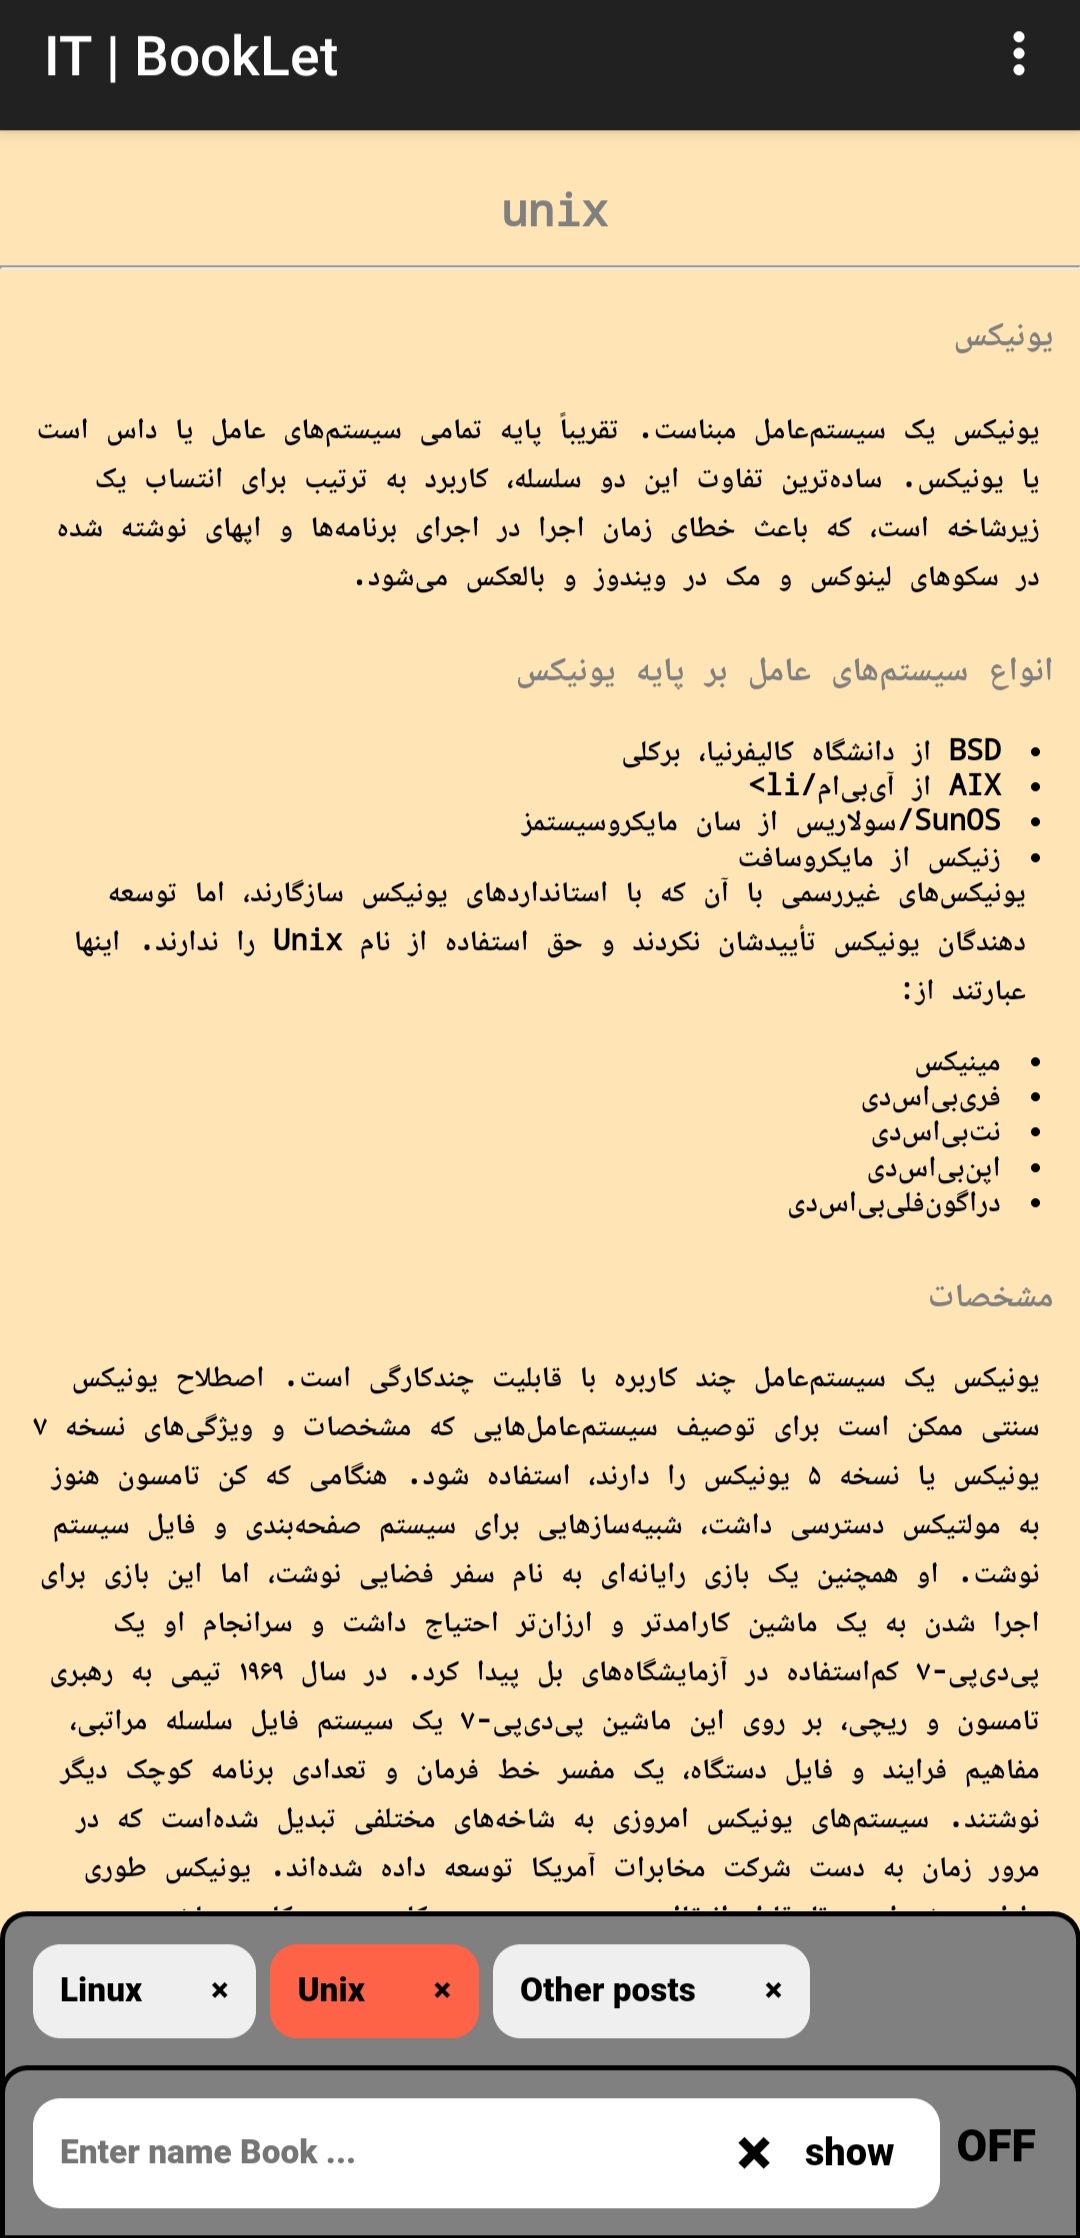 IT | BookLet
unix
یونیکس
یونیکس یک سیستم‌عامل مبناست. تقریباً پایه تمامی سیستم‌های عامل یا داس است
یا یونیکس. ساده‌ترین تفاوت این دو سلسله، کاربرد به ترتیب برای انتساب یک
زیرشاخه است، که باعث خطای زمان اجرا در اجرای برنامه‌ها و اپهای نوشته شده
در سکوهای لینوکس و مک در ویندوز و بالعکس می‌شود.
انواع سیستم‌های عامل بر پایه یونیکس
• BSD از دانشگاه کالیفرنیا، برکلی
• AIX از آی‌بی‌ام/li>
• SunOS/سولاریس از سان مایکروسیستمز
• زنیکس از مایکروسافت
یونیکس‌های غیررسمی با آن که با استانداردهای یونیکس سازگارند، اما توسعه
دهندگان یونیکس تأییدشان نکردند و حق استفاده از نام Unix را ندارند. اینها
عبارتند از:
• مینیکس
• فری‌بی‌اس‌دی
• نت‌بی‌اس‌دی
• اپن‌بی‌اس‌دی
• دراگون‌فلی‌بی‌اس‌دی
مشخصات
یونیکس یک سیستم‌عامل چند کاربره با قابلیت چندکارگی است. اصطلاح یونیکس
سنتی ممکن است برای توصیف سیستم‌عامل‌هایی که مشخصات و ویژگی‌های نسخه ۷
یونیکس یا نسخه ۵ یونیکس را دارند، استفاده شود. هنگامی که کن تامسون هنوز
به مولتیکس دسترسی داشت، شبیه‌سازهایی برای سیستم صفحه‌بندی و فایل سیستم
نوشت. او همچنین یک بازی رایانه‌ای به نام سفر فضایی نوشت، اما این بازی برای
اجرا شدن به یک ماشین کارامدتر و ارزان‌تر احتیاج داشت و سرانجام او یک
پی‌دی‌پی-۷ کم‌استفاده در آزمایشگاه‌های بل پیدا کرد. در سال ۱۹۶۹ تیمی به رهبری
تامسون و ریچی، بر روی این ماشین پی‌دی‌پی-۷ یک سیستم فایل سلسله مراتبی،
مفاهیم فرایند و فایل دستگاه، یک مفسر خط فرمان و تعدادی برنامه کوچک دیگر
نوشتند. سیستم‌های یونیکس امروزی به شاخه‌های مختلفی تبدیل شده‌است که در
مرور زمان به دست شرکت مخابرات آمریکا توسعه داده شده‌اند. یونیکس طوری
Linux × Unix × Other posts ×
Enter name Book ... × show OFF